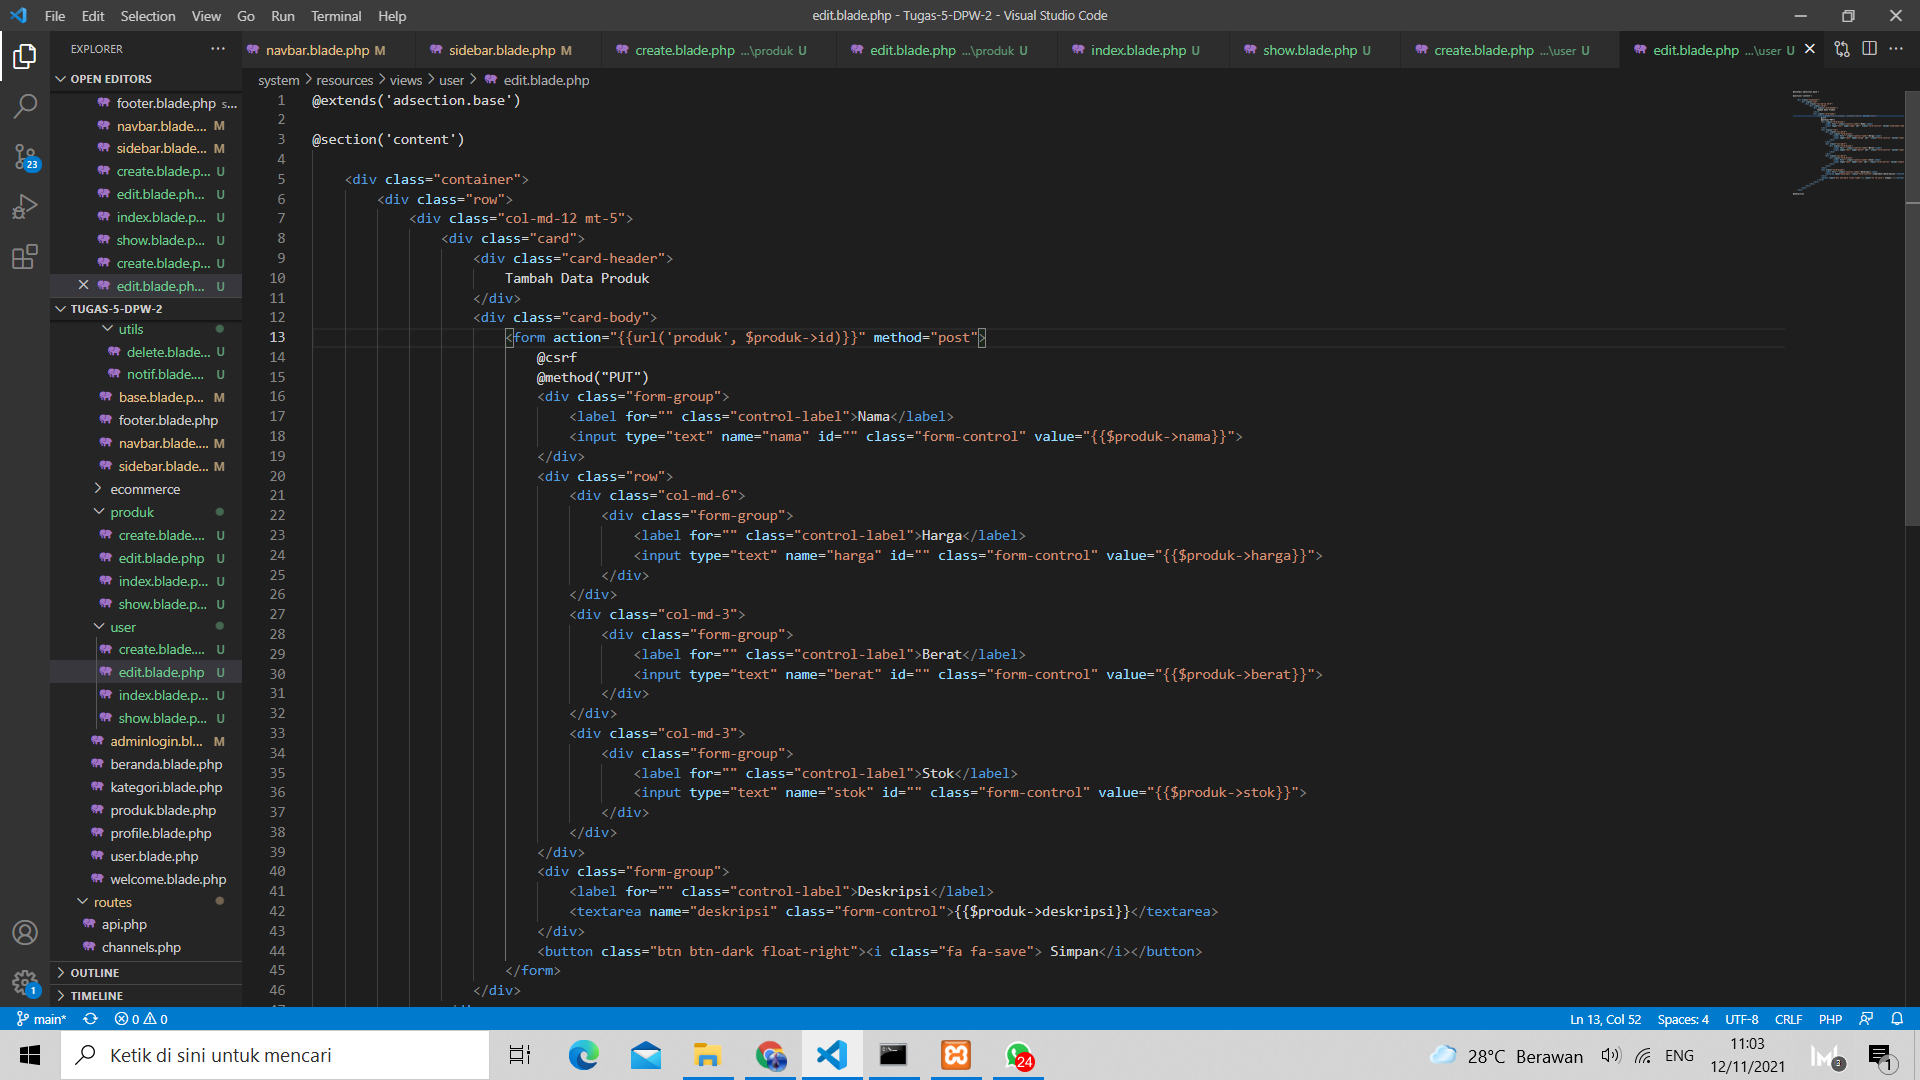 File Edit Selection View Go Run Terminal Help
edit.blade.php - Tugas-5-DPW-2 - Visual Studio Code
EXPLORER
navbar.blade.php M
sidebar.blade.php M
create.blade.php ...\produk U
edit.blade.php ...\produk U
index.blade.php U
show.blade.php U
create.blade.php ...\user U
edit.blade.php ...\user U
system > resources > views > user > edit.blade.php
OPEN EDITORS
footer.blade.php s...
navbar.blade.... M
sidebar.blade... M
create.blade.p... U
edit.blade.ph... U
index.blade.p... U
show.blade.p... U
create.blade.p... U
edit.blade.ph... U
TUGAS-5-DPW-2
utils
delete.blade... U
notif.blade.... U
base.blade.p... M
footer.blade.php
navbar.blade.... M
sidebar.blade... M
ecommerce
produk
create.blade.... U
edit.blade.php U
index.blade.p... U
show.blade.p... U
user
create.blade.... U
edit.blade.php U
index.blade.p... U
show.blade.p... U
adminlogin.bl... M
beranda.blade.php
kategori.blade.php
produk.blade.php
profile.blade.php
user.blade.php
welcome.blade.php
routes
api.php
channels.php
OUTLINE
TIMELINE
23
1
1 @extends('adsection.base')
2
3 @section('content')
4
5 <div class="container">
6 <div class="row">
7 <div class="col-md-12 mt-5">
8 <div class="card">
9 <div class="card-header">
10 Tambah Data Produk
11 </div>
12 <div class="card-body">
13 <form action="{{url('produk', $produk->id)}}" method="post">
14 @csrf
15 @method("PUT")
16 <div class="form-group">
17 <label for="" class="control-label">Nama</label>
18 <input type="text" name="nama" id="" class="form-control" value="{{$produk->nama}}">
19 </div>
20 <div class="row">
21 <div class="col-md-6">
22 <div class="form-group">
23 <label for="" class="control-label">Harga</label>
24 <input type="text" name="harga" id="" class="form-control" value="{{$produk->harga}}">
25 </div>
26 </div>
27 <div class="col-md-3">
28 <div class="form-group">
29 <label for="" class="control-label">Berat</label>
30 <input type="text" name="berat" id="" class="form-control" value="{{$produk->berat}}">
31 </div>
32 </div>
33 <div class="col-md-3">
34 <div class="form-group">
35 <label for="" class="control-label">Stok</label>
36 <input type="text" name="stok" id="" class="form-control" value="{{$produk->stok}}">
37 </div>
38 </div>
39 </div>
40 <div class="form-group">
41 <label for="" class="control-label">Deskripsi</label>
42 <textarea name="deskripsi" class="form-control">{{$produk->deskripsi}}</textarea>
43 </div>
44 <button class="btn btn-dark float-right"><i class="fa fa-save"> Simpan</i></button>
45 </form>
46 </div>
main* 0 0
Ln 13, Col 52 Spaces: 4 UTF-8 CRLF PHP
Ketik di sini untuk mencari
24
28°C Berawan
ENG
11:03
12/11/2021
3
1